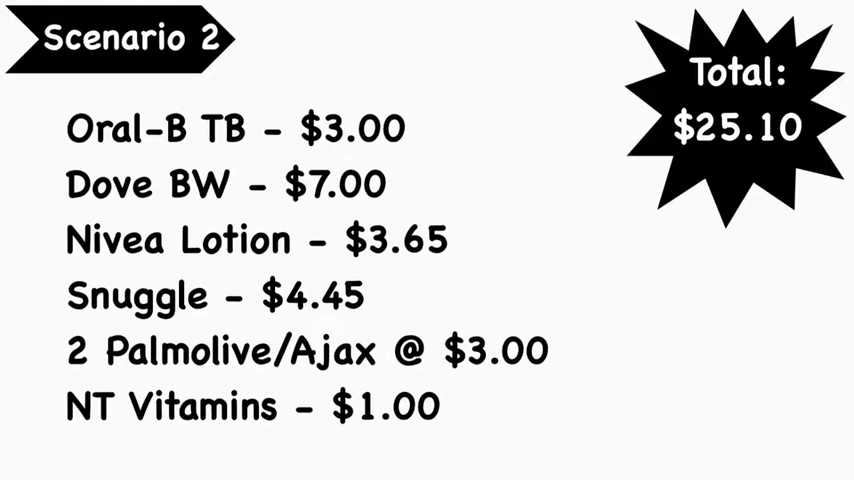 Scenario 2
Total:
$25.10
Oral-B TB - $3.00
Dove BW - $7.00
Nivea Lotion - $3.65
Snuggle - $4.45
2 Palmolive/Ajax @ $3.00
NT Vitamins - $1.00